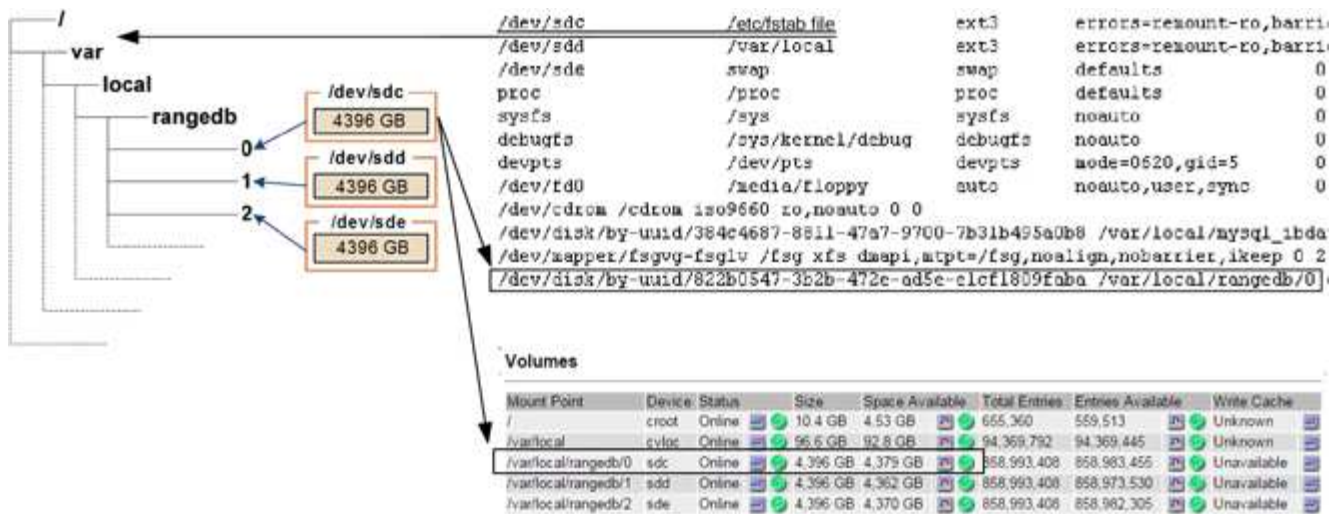 /
var
local
rangedb
0
1
2
/dev/sdc
4396 GB
/dev/sdd
4396 GB
/dev/sde
4396 GB
/dev/sdc /etc/fstab file ext3 errors=remount-ro,barri
/dev/sdd /var/local ext3 errors=remount-ro,barri
/dev/sde swap swap defaults 0
proc /proc proc defaults 0
sysfs /sys sysfs noauto 0
debugfs /sys/kernel/debug debugfs noauto 0
devpts /dev/pts devpts mode=0620,gid=5 0
/dev/fd0 /media/floppy auto noauto,user,sync 0
/dev/cdrom /cdrom iso9660 ro,noauto 0 0
/dev/disk/by-uuid/384c4687-8811-47a7-9700-7b31b495a0b8 /var/local/mysql_ibda
/dev/mapper/fsgvg-fsglv /fsg xfs dmapi,mtpt=/fsg,noalign,nobarrier,ikeep 0 2
/dev/disk/by-uuid/822b0547-3b2b-472e-ad5e-e1cf1809faba /var/local/rangedb/0
Volumes
Mount Point Device Status Size Space Available Total Entries Entries Available Write Cache
/ croot Online 10.4 GB 4.53 GB 655,360 559,513 Unknown
/var/local cvloc Online 96.6 GB 92.8 GB 94,369,792 94,369,445 Unknown
/var/local/rangedb/0 sdc Online 4,396 GB 4,379 GB 858,993,408 858,983,455 Unavailable
/var/local/rangedb/1 sdd Online 4,396 GB 4,362 GB 858,993,408 858,973,530 Unavailable
/var/local/rangedb/2 sde Online 4,396 GB 4,370 GB 858,993,408 858,982,305 Unavailable